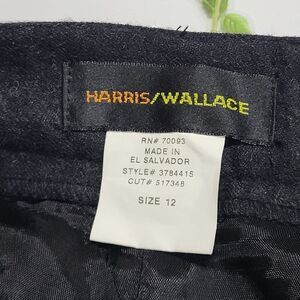 HARRIS/WALLACE
RN# 70093
MADE IN
EL SALVADOR
STYLE# 3784415
CUT# 517348
SIZE 12